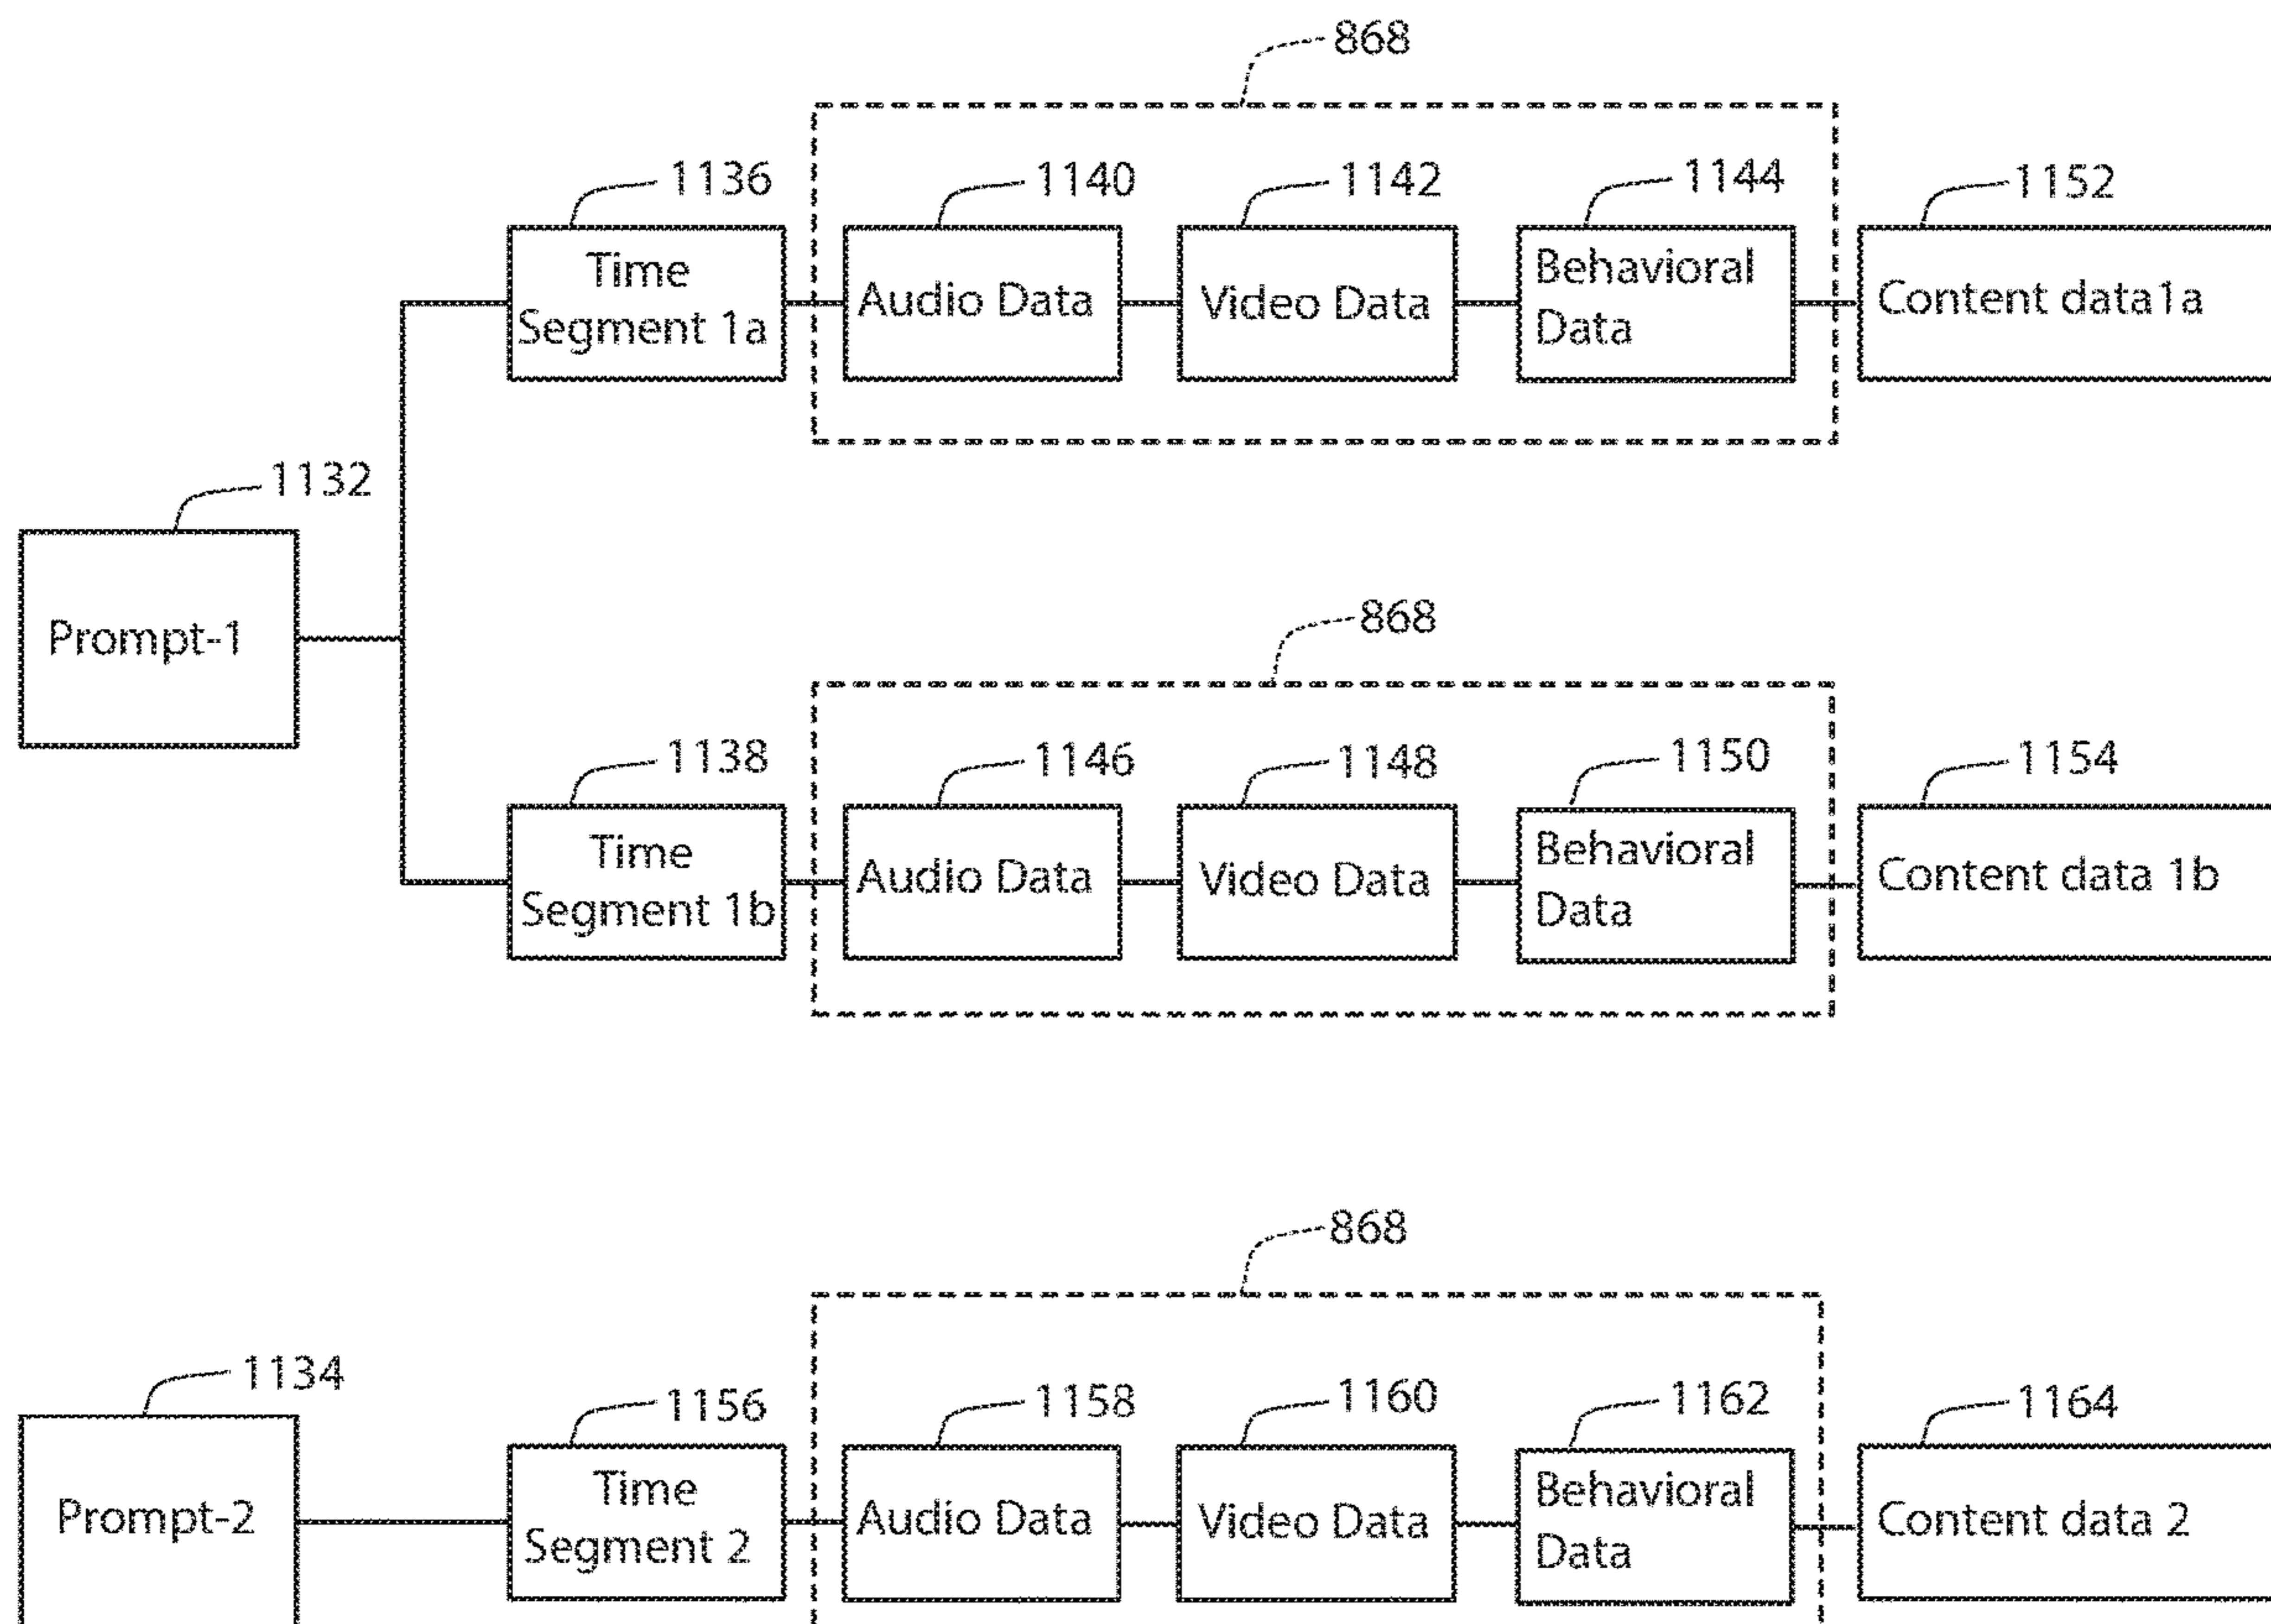 868
1136
1140
1142
1144
1152
Time
Segment 1a
Audio Data
Video Data
Behavioral
Data
Content data1a
1132
Prompt-1
868
1138
1146
1148
1150
1154
Time
Segment 1b
Audio Data
Video Data
Behavioral
Data
Content data 1b
868
1134
1156
1158
1160
1162
1164
Prompt-2
Time
Segment 2
Audio Data
Video Data
Behavioral
Data
Content data 2